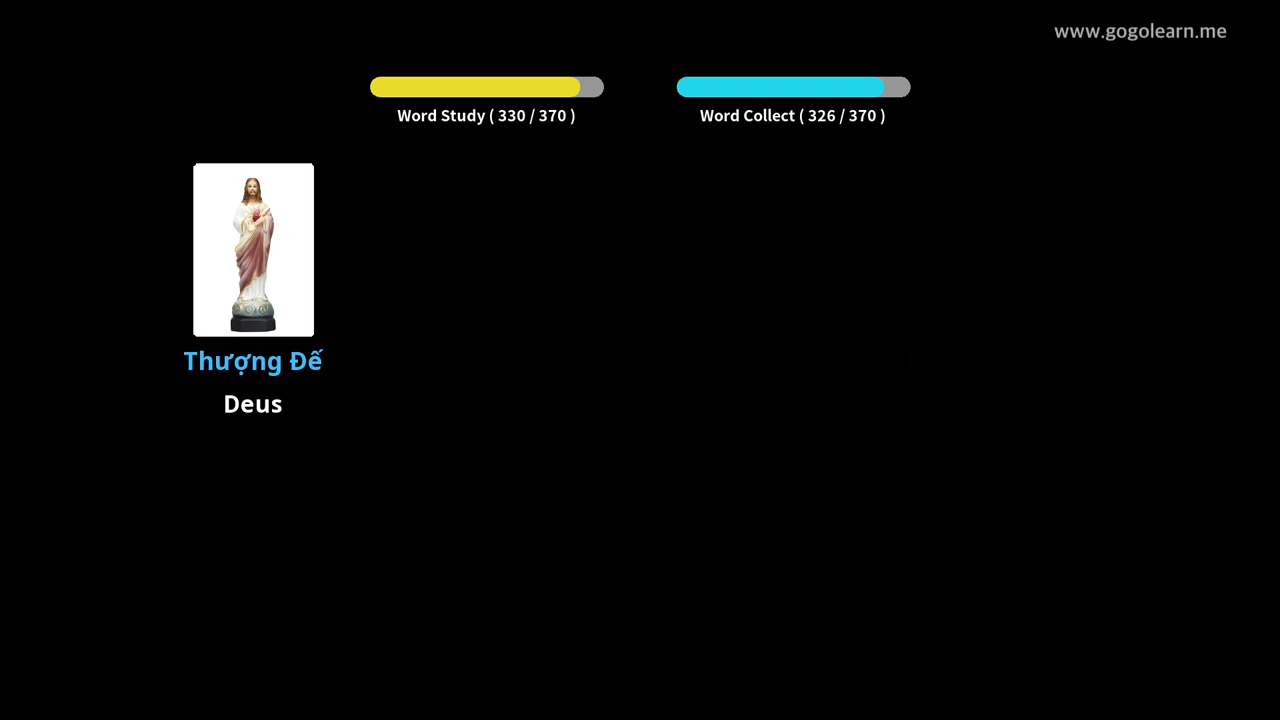 www.gogolearn.me
Word Study ( 330 / 370 )
Word Collect ( 326 / 370 )
Thượng Đế
Deus